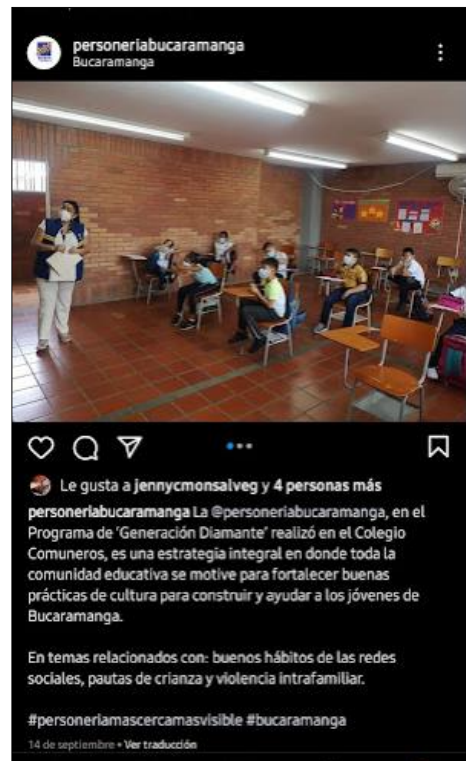 personeriabucaramanga
Bucaramanga
Le gusta a jennycmonsalveg y 4 personas más
personeriabucaramanga La @personeriabucaramanga, en el
Programa de ‘Generación Diamante’ realizó en el Colegio
Comuneros, es una estrategia integral en donde toda la
comunidad educativa se motive para fortalecer buenas
prácticas de cultura para construir y ayudar a los jóvenes de
Bucaramanga.
En temas relacionados con: buenos hábitos de las redes
sociales, pautas de crianza y violencia intrafamiliar.
#personeriamascercamasvisible #bucaramanga
14 de septiembre • Ver traducción